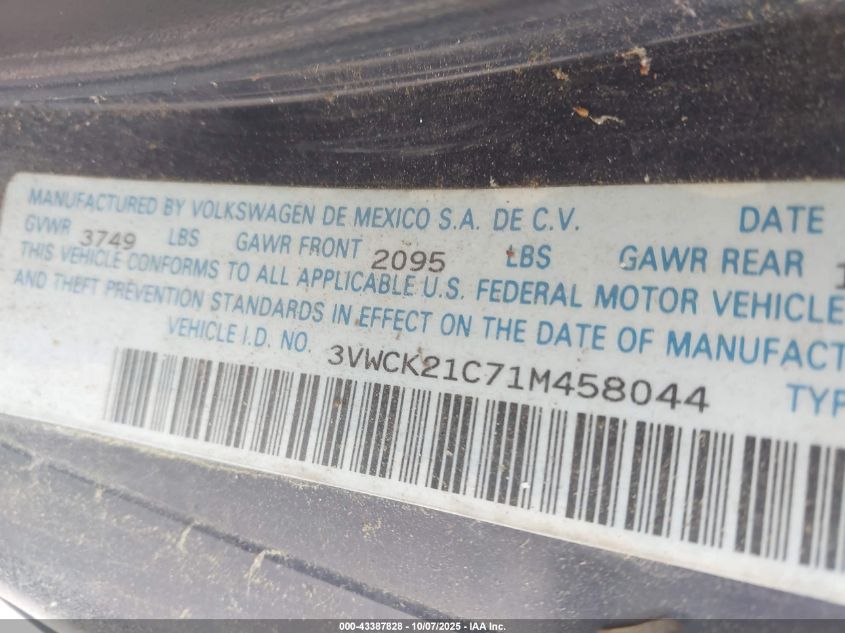 MANUFACTURED BY VOLKSWAGEN DE MEXICO S.A. DE C.V. DATE
GVWR 3749 LBS GAWR FRONT 2095 LBS GAWR REAR 1
THIS VEHICLE CONFORMS TO ALL APPLICABLE U.S. FEDERAL MOTOR VEHICLE
AND THEFT PREVENTION STANDARDS IN EFFECT ON THE DATE OF MANUFACT
VEHICLE I.D. NO. 3VWCK21C71M458044 TYP
000-43387828 - 10/07/2025 - IAA Inc.